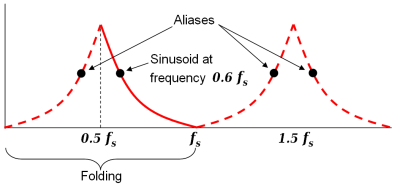 Aliases
Sinusoid at
frequency 0.6 fs
0.5 fs
fs
1.5 fs
Folding